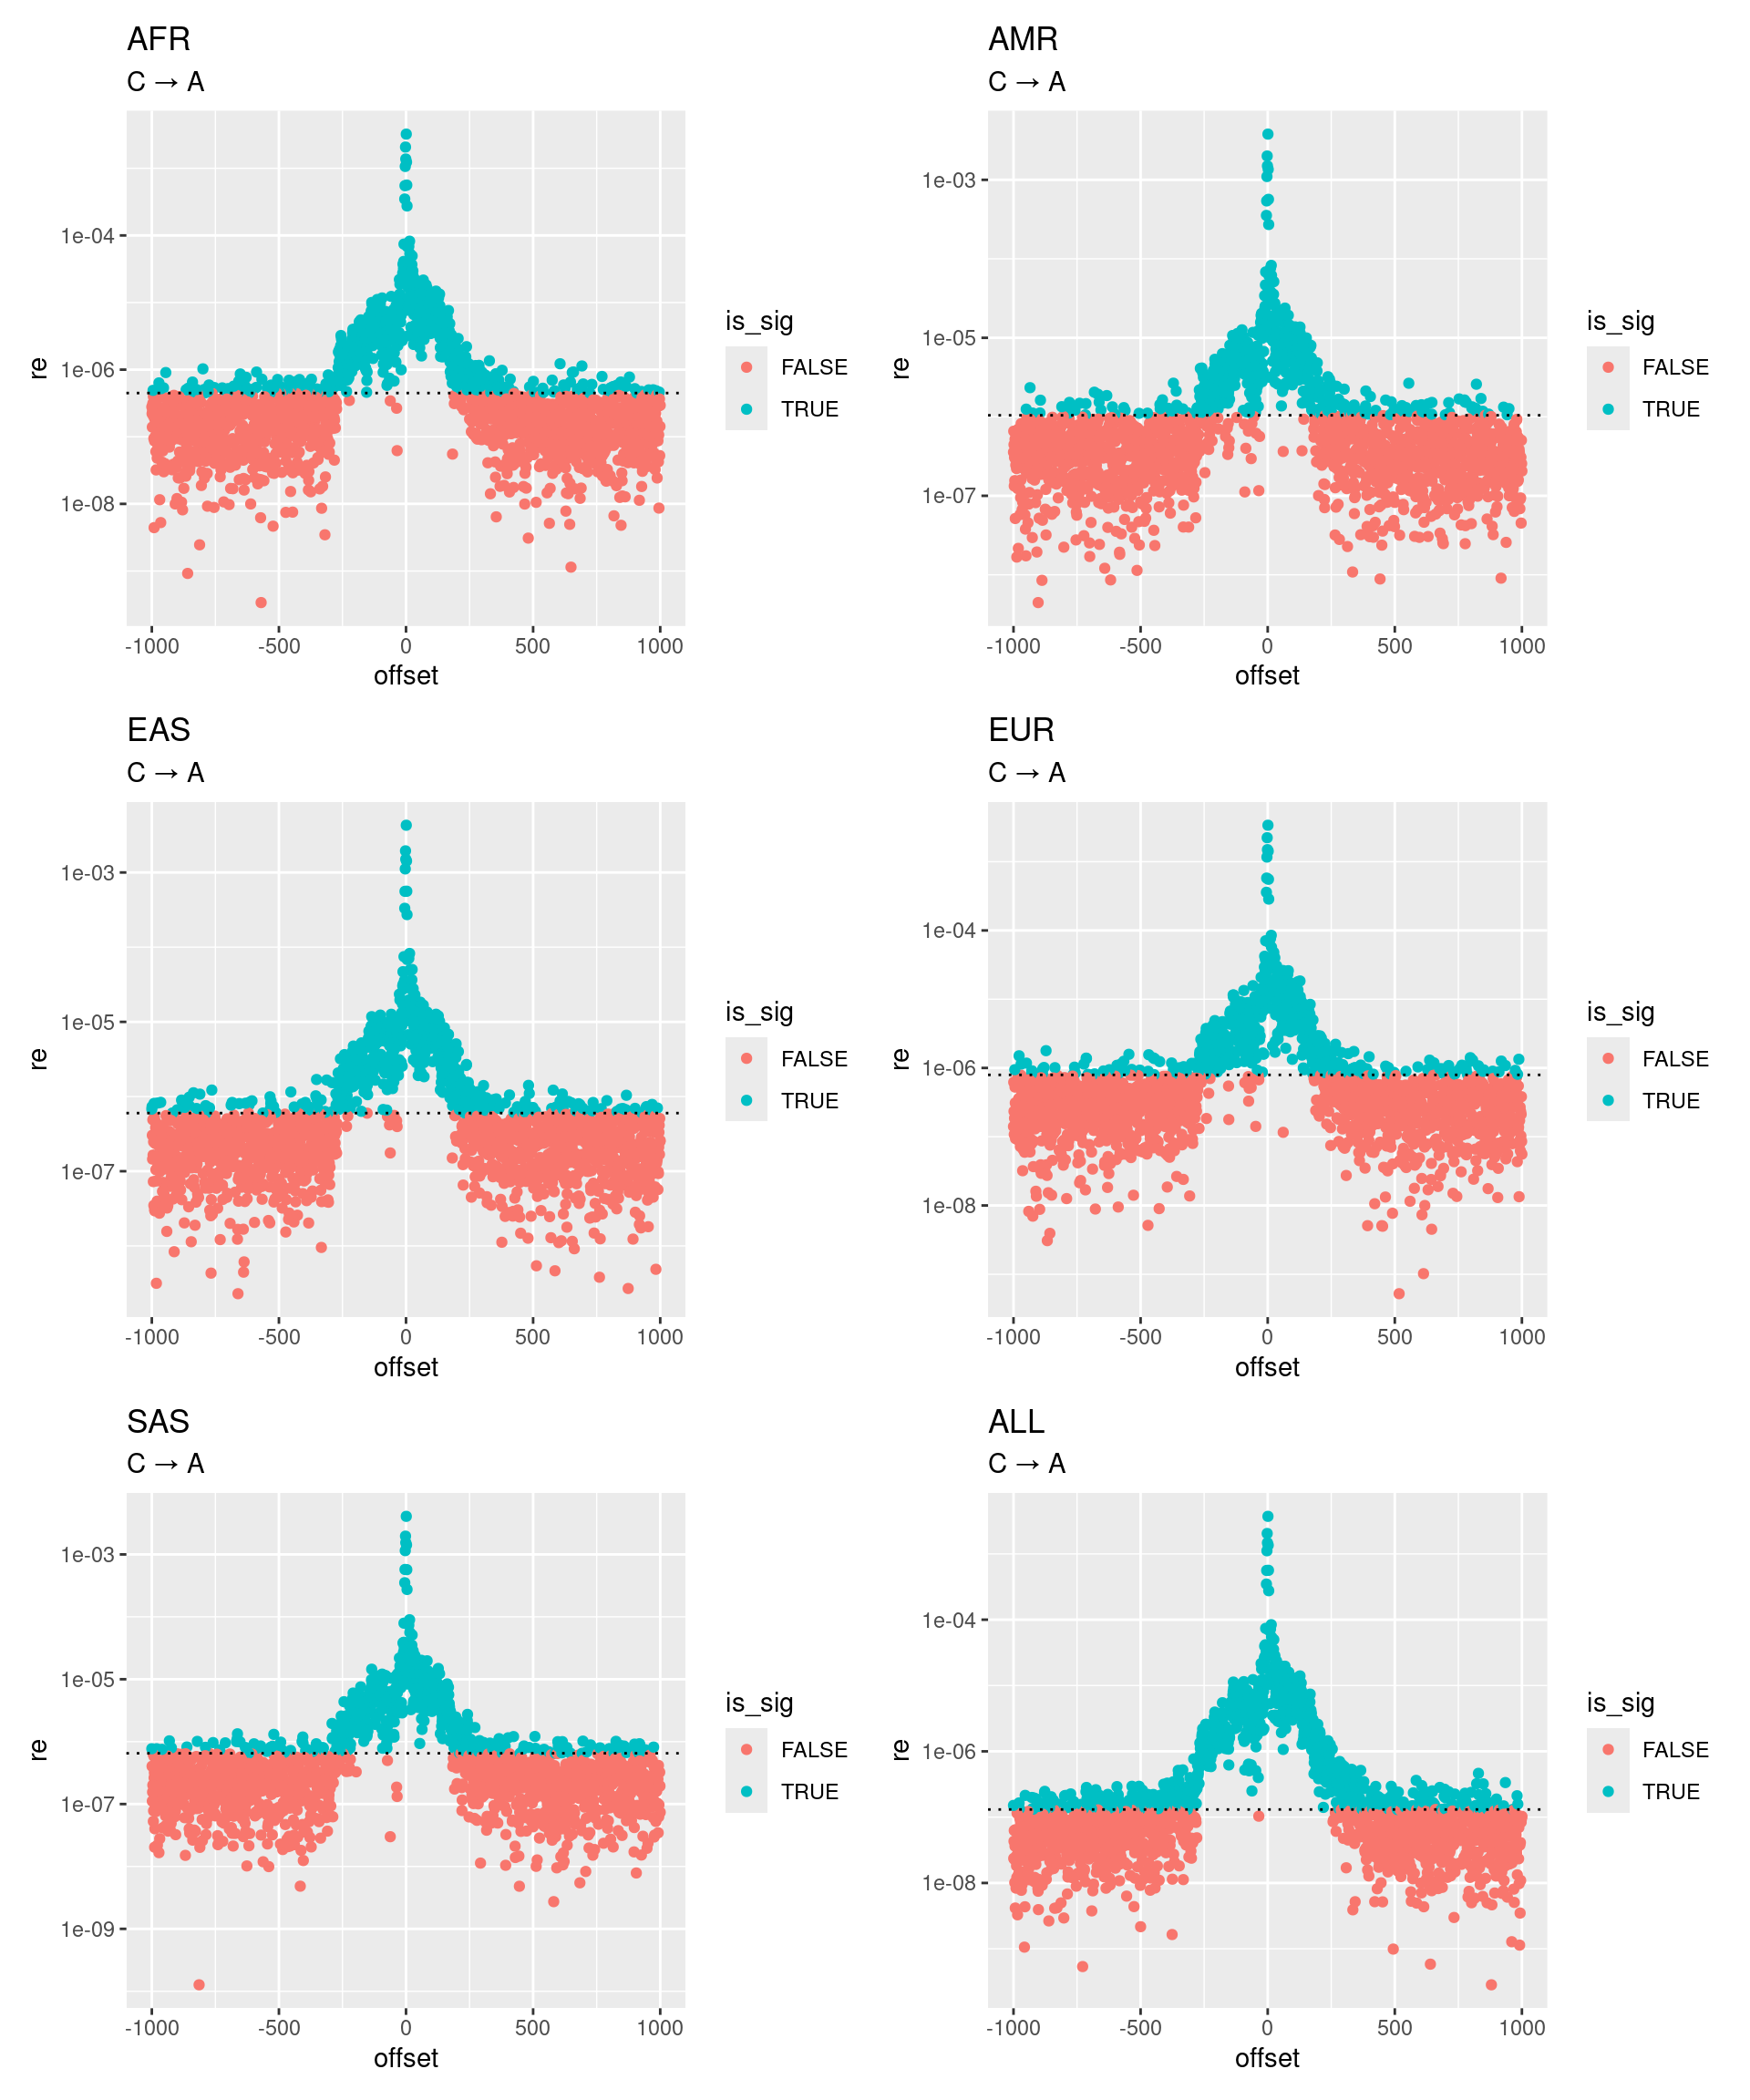 AFR
C → A
1e-04
1e-06
1e-08
re
-1000 -500 0 500 1000
offset
is_sig
FALSE
TRUE
AMR
C → A
1e-03
1e-05
1e-07
re
-1000 -500 0 500 1000
offset
is_sig
FALSE
TRUE
EAS
C → A
1e-03
1e-05
1e-07
re
-1000 -500 0 500 1000
offset
is_sig
FALSE
TRUE
EUR
C → A
1e-04
1e-06
1e-08
re
-1000 -500 0 500 1000
offset
is_sig
FALSE
TRUE
SAS
C → A
1e-03
1e-05
1e-07
1e-09
re
-1000 -500 0 500 1000
offset
is_sig
FALSE
TRUE
ALL
C → A
1e-04
1e-06
1e-08
re
-1000 -500 0 500 1000
offset
is_sig
FALSE
TRUE